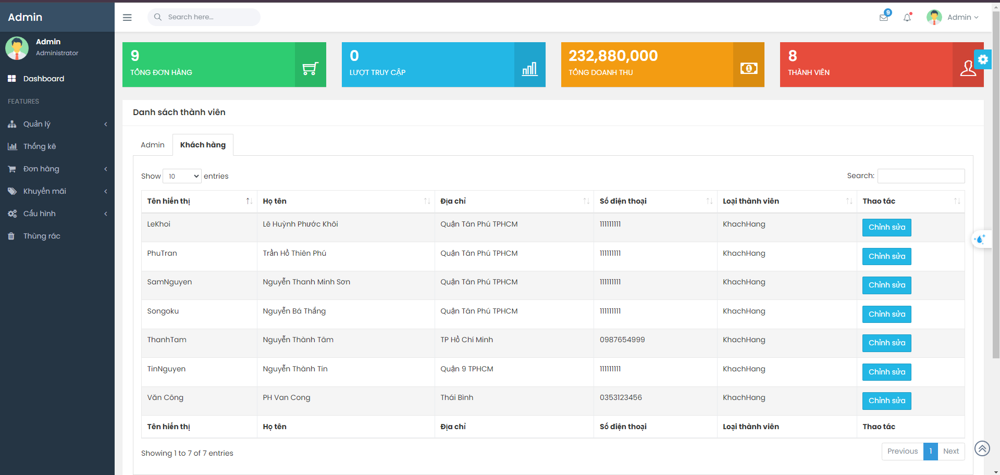 Admin
Search here...
9
Admin
Admin
Administrator
Dashboard
FEATURES
Quản lý
Thống kê
Đơn hàng
Khuyến mãi
Cấu hình
Thùng rác
9
TỔNG ĐƠN HÀNG
0
LƯỢT TRUY CẬP
232,880,000
TỔNG DOANH THU
8
THÀNH VIÊN
Danh sách thành viên
Admin Khách hàng
Show 10 entries Search:
Tên hiển thị Họ tên Địa chỉ Số điện thoại Loại thành viên Thao tác
LeKhoi Lê Huỳnh Phước Khôi Quận Tân Phú TPHCM 111111111 KhachHang Chỉnh sửa
PhuTran Trần Hồ Thiên Phú Quận Tân Phú TPHCM 111111111 KhachHang Chỉnh sửa
SamNguyen Nguyễn Thanh Minh Sơn Quận Tân Phú TPHCM 111111111 KhachHang Chỉnh sửa
Songoku Nguyễn Bá Thắng Quận Tân Phú TPHCM 111111111 KhachHang Chỉnh sửa
ThanhTam Nguyễn Thành Tâm TP Hồ Chí Minh 0987654999 KhachHang Chỉnh sửa
TinNguyen Nguyễn Thành Tín Quận 9 TPHCM 111111111 KhachHang Chỉnh sửa
Văn Công PH Van Cong Thái Bình 0353123456 KhachHang Chỉnh sửa
Tên hiển thị Họ tên Địa chỉ Số điện thoại Loại thành viên Thao tác
Showing 1 to 7 of 7 entries Previous 1 Next